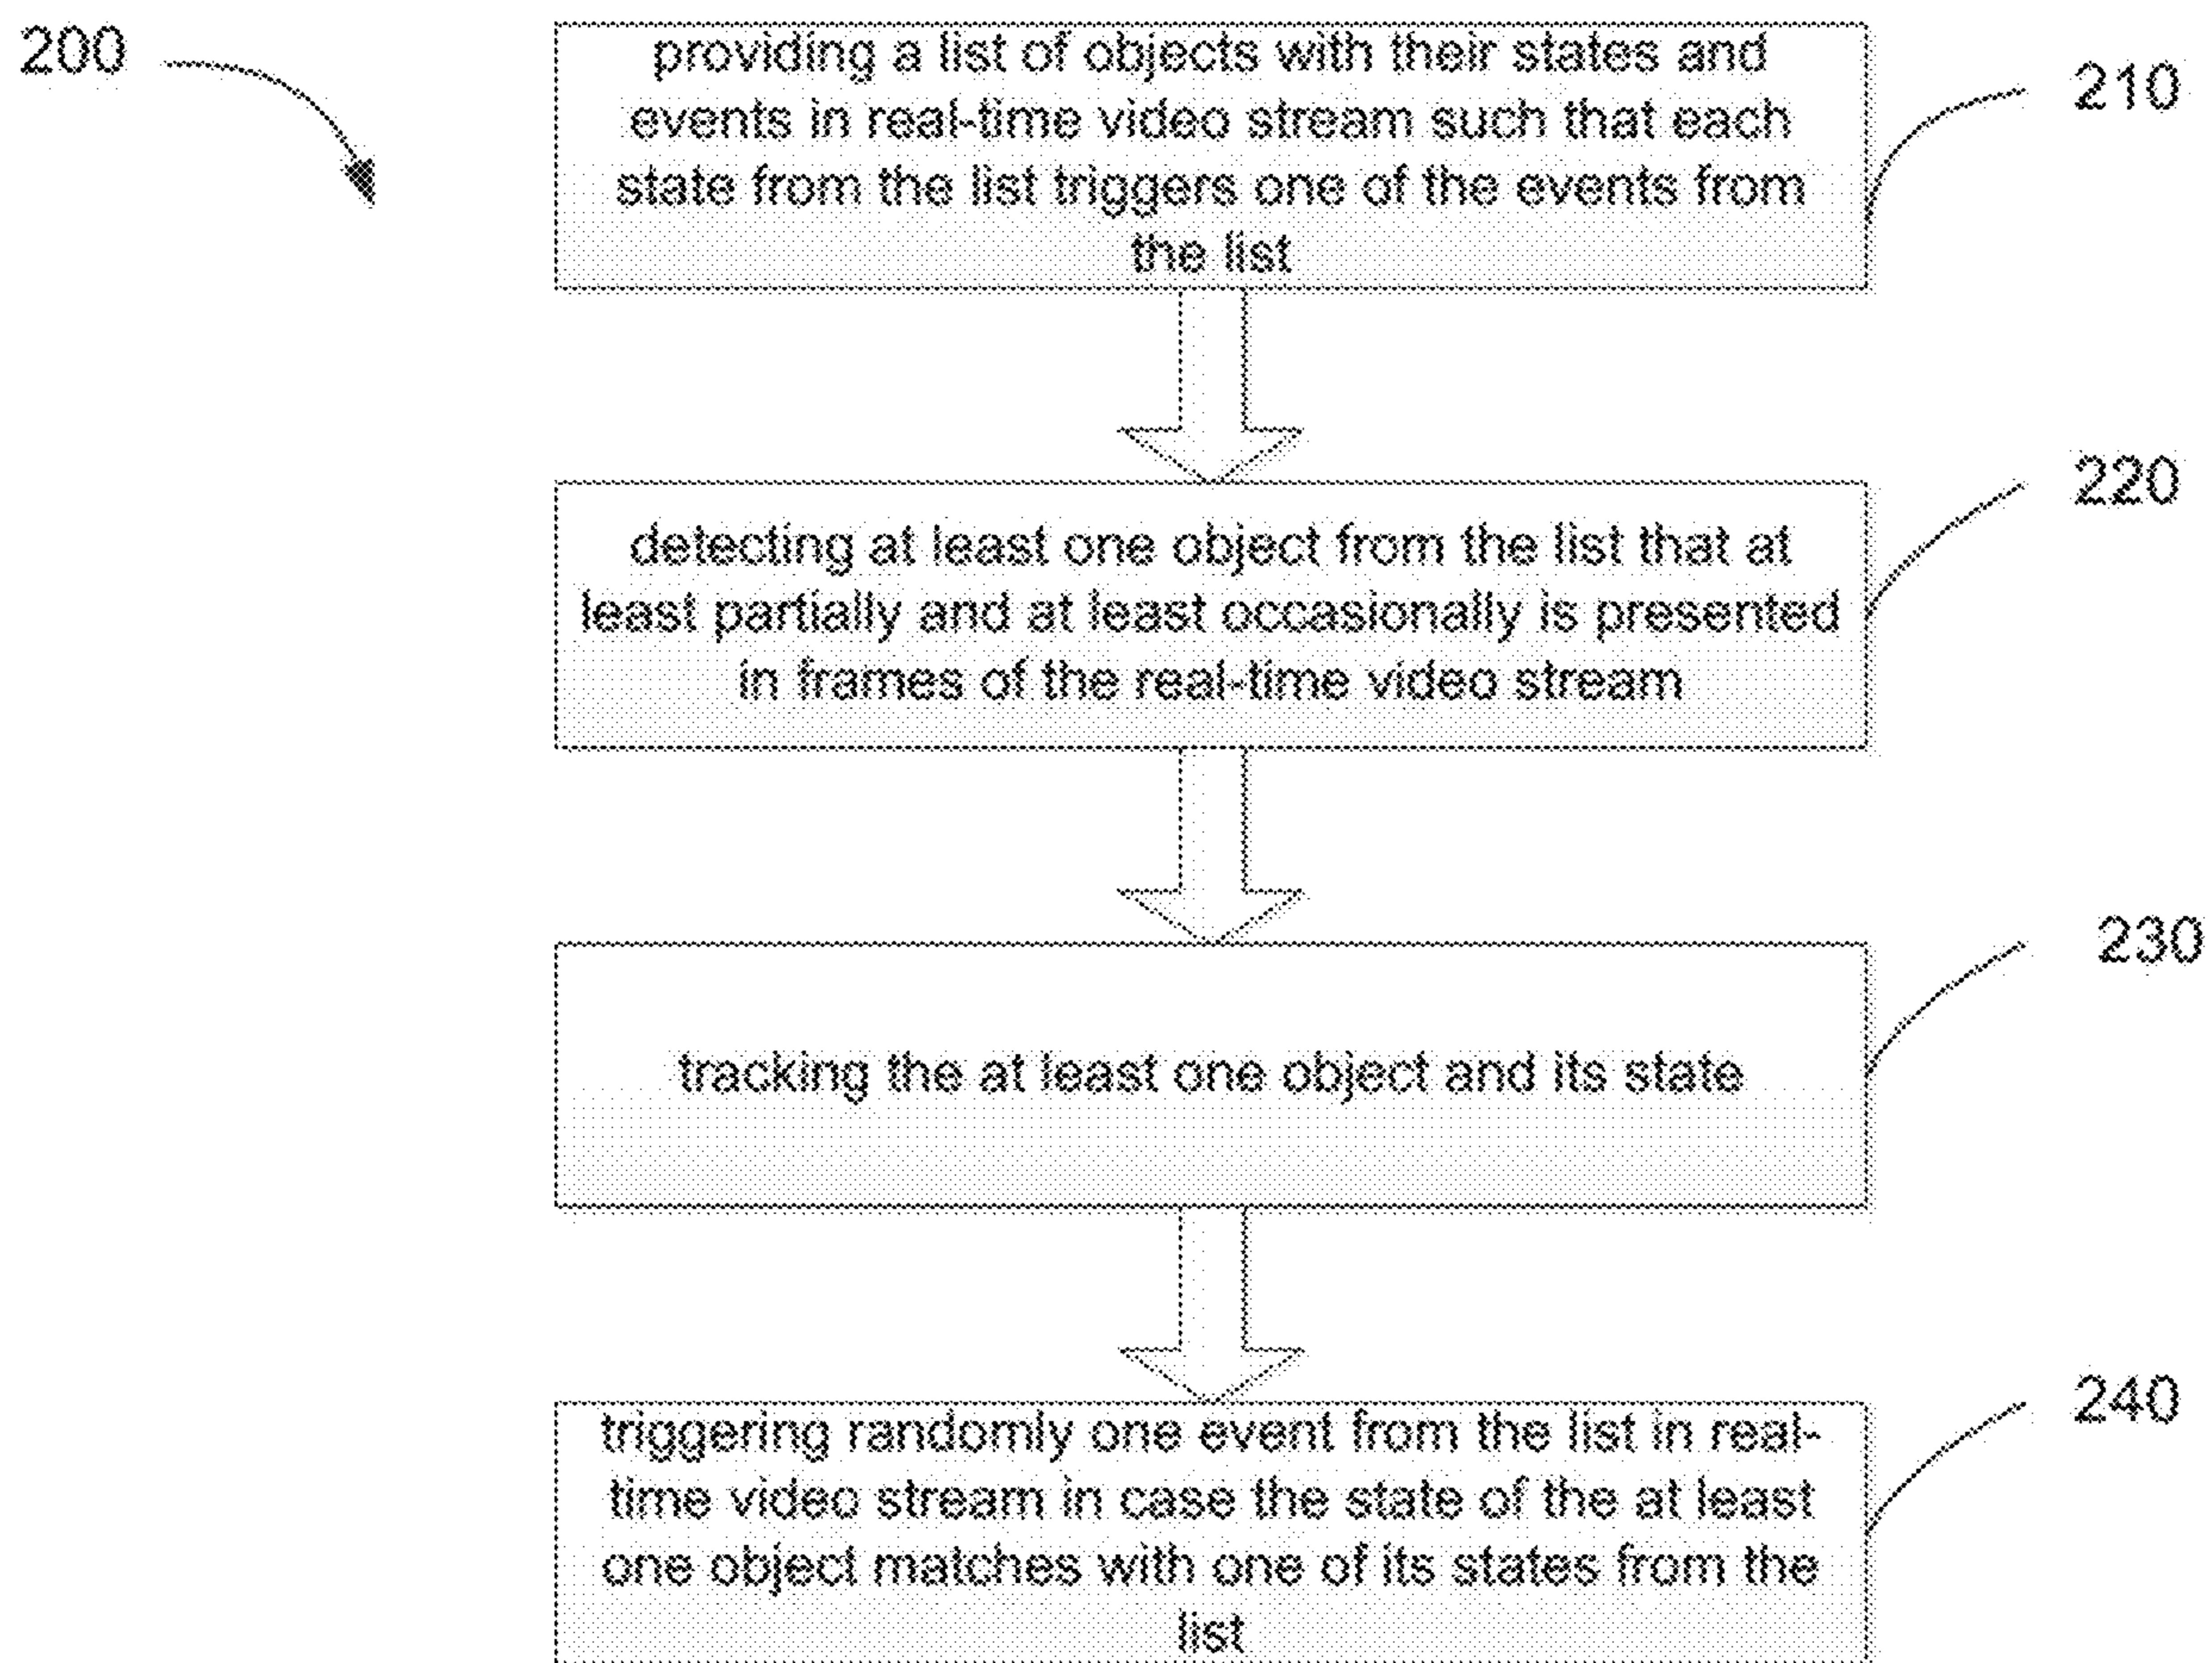 200
providing a list of objects with their states and
events in real-time video stream such that each
state from the list triggers one of the events from
the list
210
detecting at least one object from the list that at
least partially and at least occasionally is presented
in frames of the real-time video stream
220
tracking the at least one object and its state
230
triggering randomly one event from the list in real-
time video stream in case the state of the at least
one object matches with one of its states from the
list
240